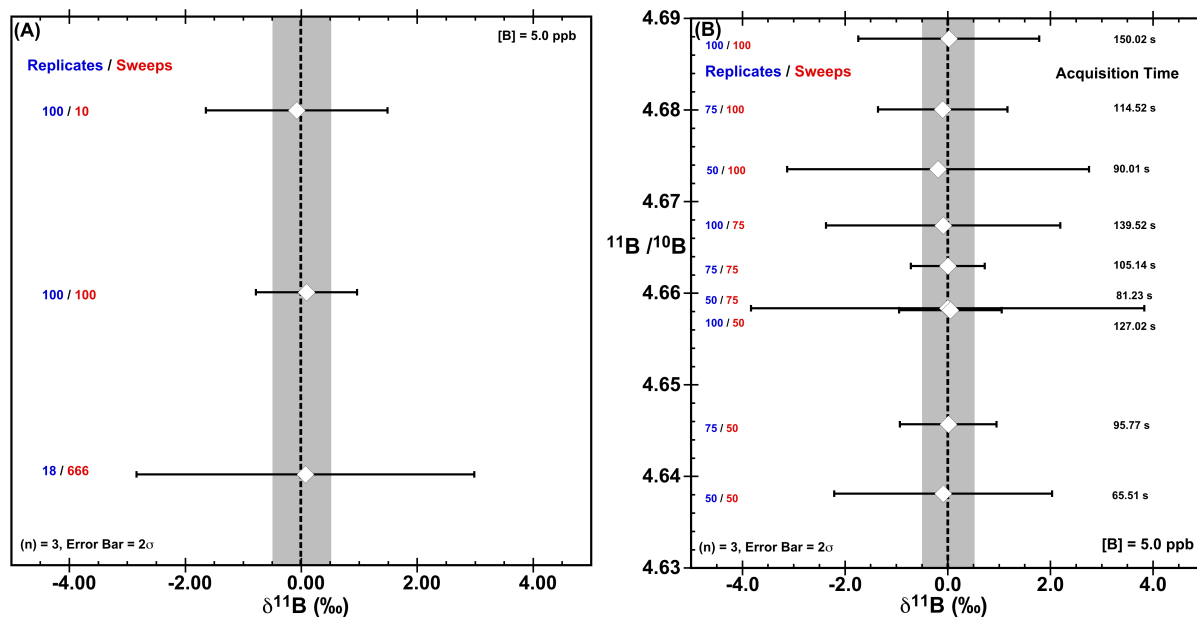 (A)
[B] = 5.0 ppb
Replicates / Sweeps
100 / 10
100 / 100
18 / 666
(n) = 3, Error Bar = 2σ
-4.00 -2.00 0.00 2.00 4.00
δ¹¹B (‰)
(B)
4.69
100 / 100 150.02 s
Replicates / Sweeps Acquisition Time
4.68 75 / 100 114.52 s
50 / 100 90.01 s
4.67
100 / 75 139.52 s
¹¹B /¹⁰B
75 / 75 105.14 s
4.66 50 / 75 81.23 s
100 / 50 127.02 s
4.65
75 / 50 95.77 s
4.64
50 / 50 65.51 s
(n) = 3, Error Bar = 2σ [B] = 5.0 ppb
4.63
-4.0 -2.0 0.0 2.0 4.0
δ¹¹B (‰)